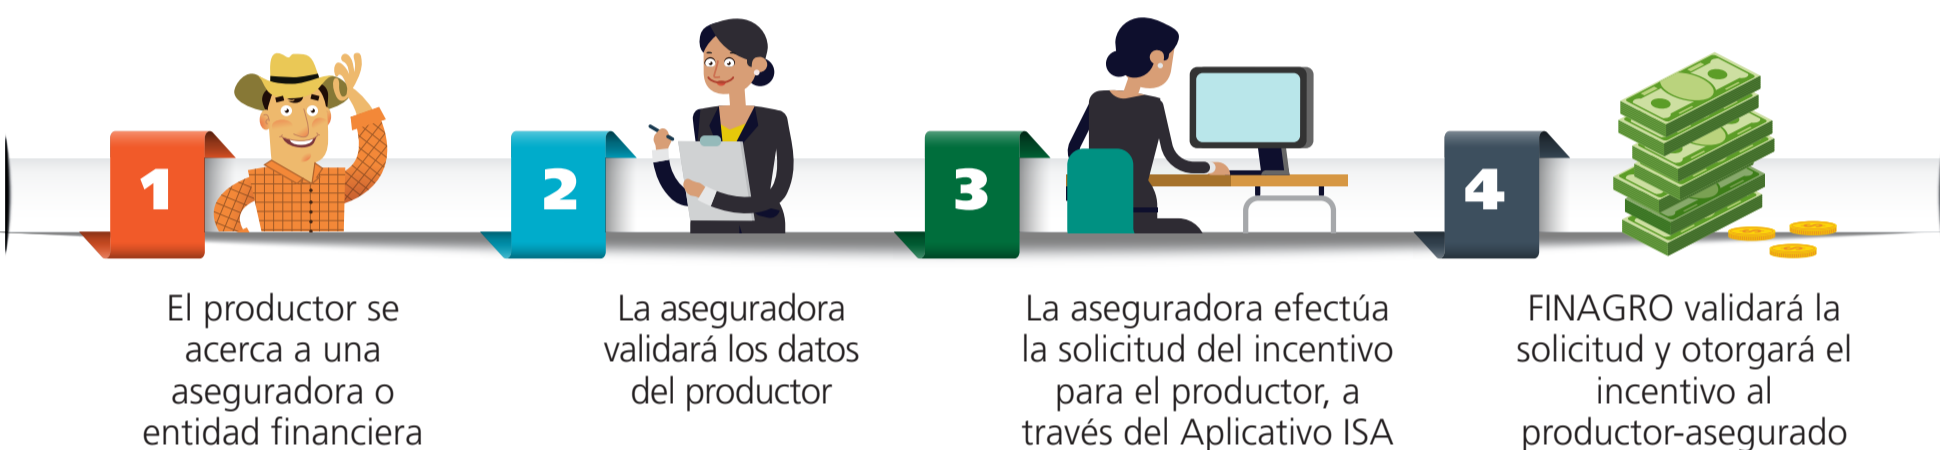 1
El productor se
acerca a una
aseguradora o
entidad financiera
2
La aseguradora
validará los datos
del productor
3
La aseguradora efectúa
la solicitud del incentivo
para el productor, a
través del Aplicativo ISA
4
FINAGRO validará la
solicitud y otorgará el
incentivo al
productor-asegurado